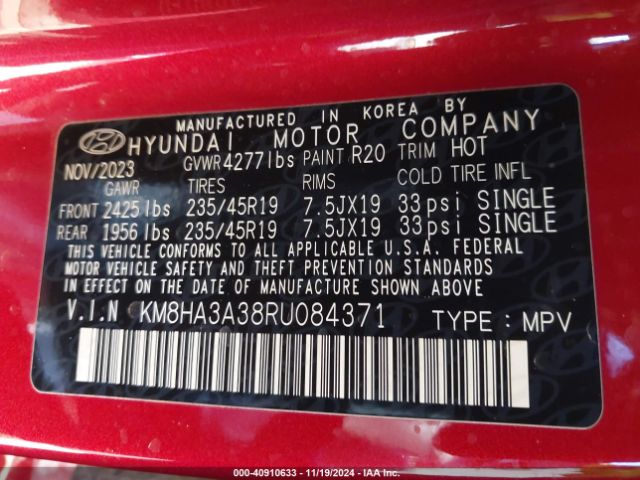 MANUFACTURED IN KOREA BY
HYUNDAI MOTOR COMPANY
NOV/2023 GVWR 4277lbs PAINT R20 TRIM HOT
GAWR TIRES RIMS COLD TIRE INFL
FRONT 2425 lbs 235/45R19 7.5JX19 33psi SINGLE
REAR 1956 lbs 235/45R19 7.5JX19 33psi SINGLE
THIS VEHICLE CONFORMS TO ALL APPLICABLE U.S.A. FEDERAL
MOTOR VEHICLE SAFETY AND THEFT PREVENTION STANDARDS
IN EFFECT ON THE DATE OF MANUFACTURE SHOWN ABOVE
V.I.N KM8HA3A38RU084371 TYPE : MPV
000-40910633 - 11/19/2024 - IAA Inc.